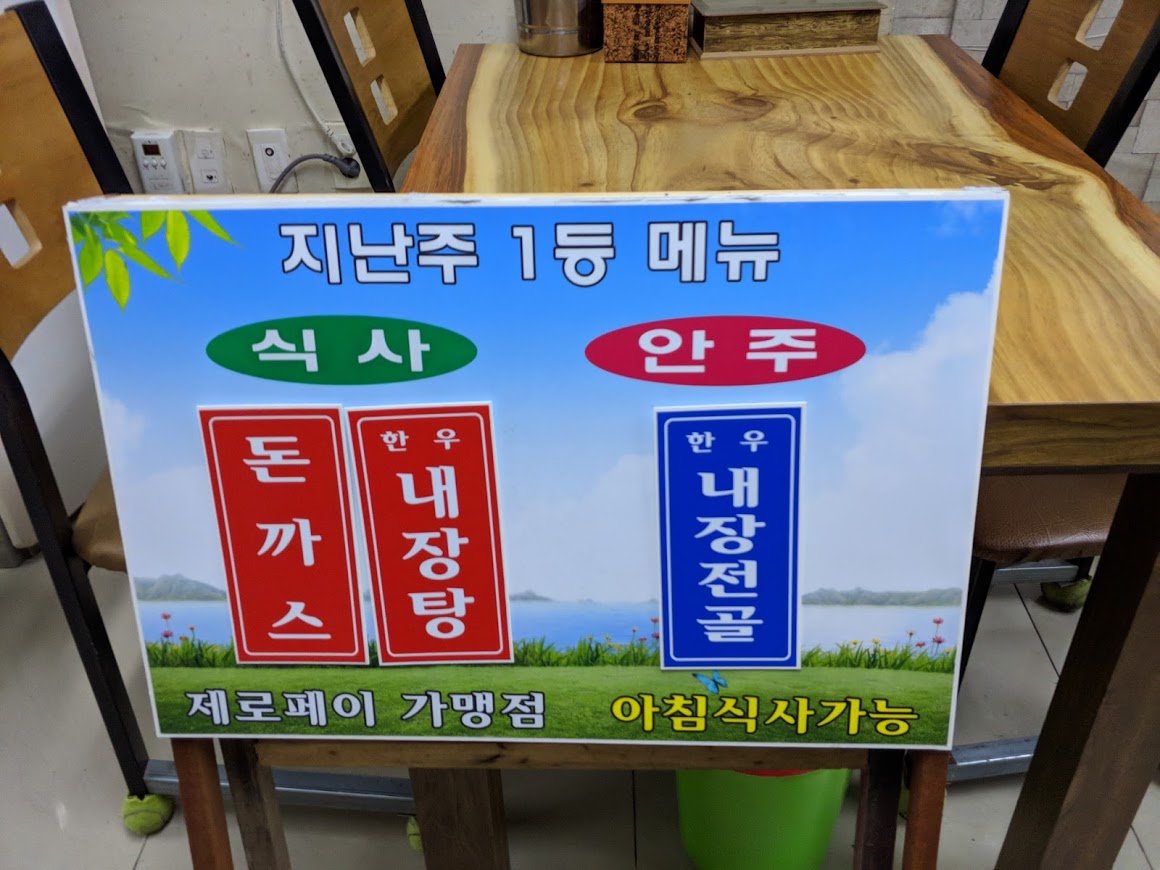 지난주 1등 메뉴
식사
안주
돈까스
한우
내장탕
한우
내장전골
제로페이 가맹점
아침식사가능